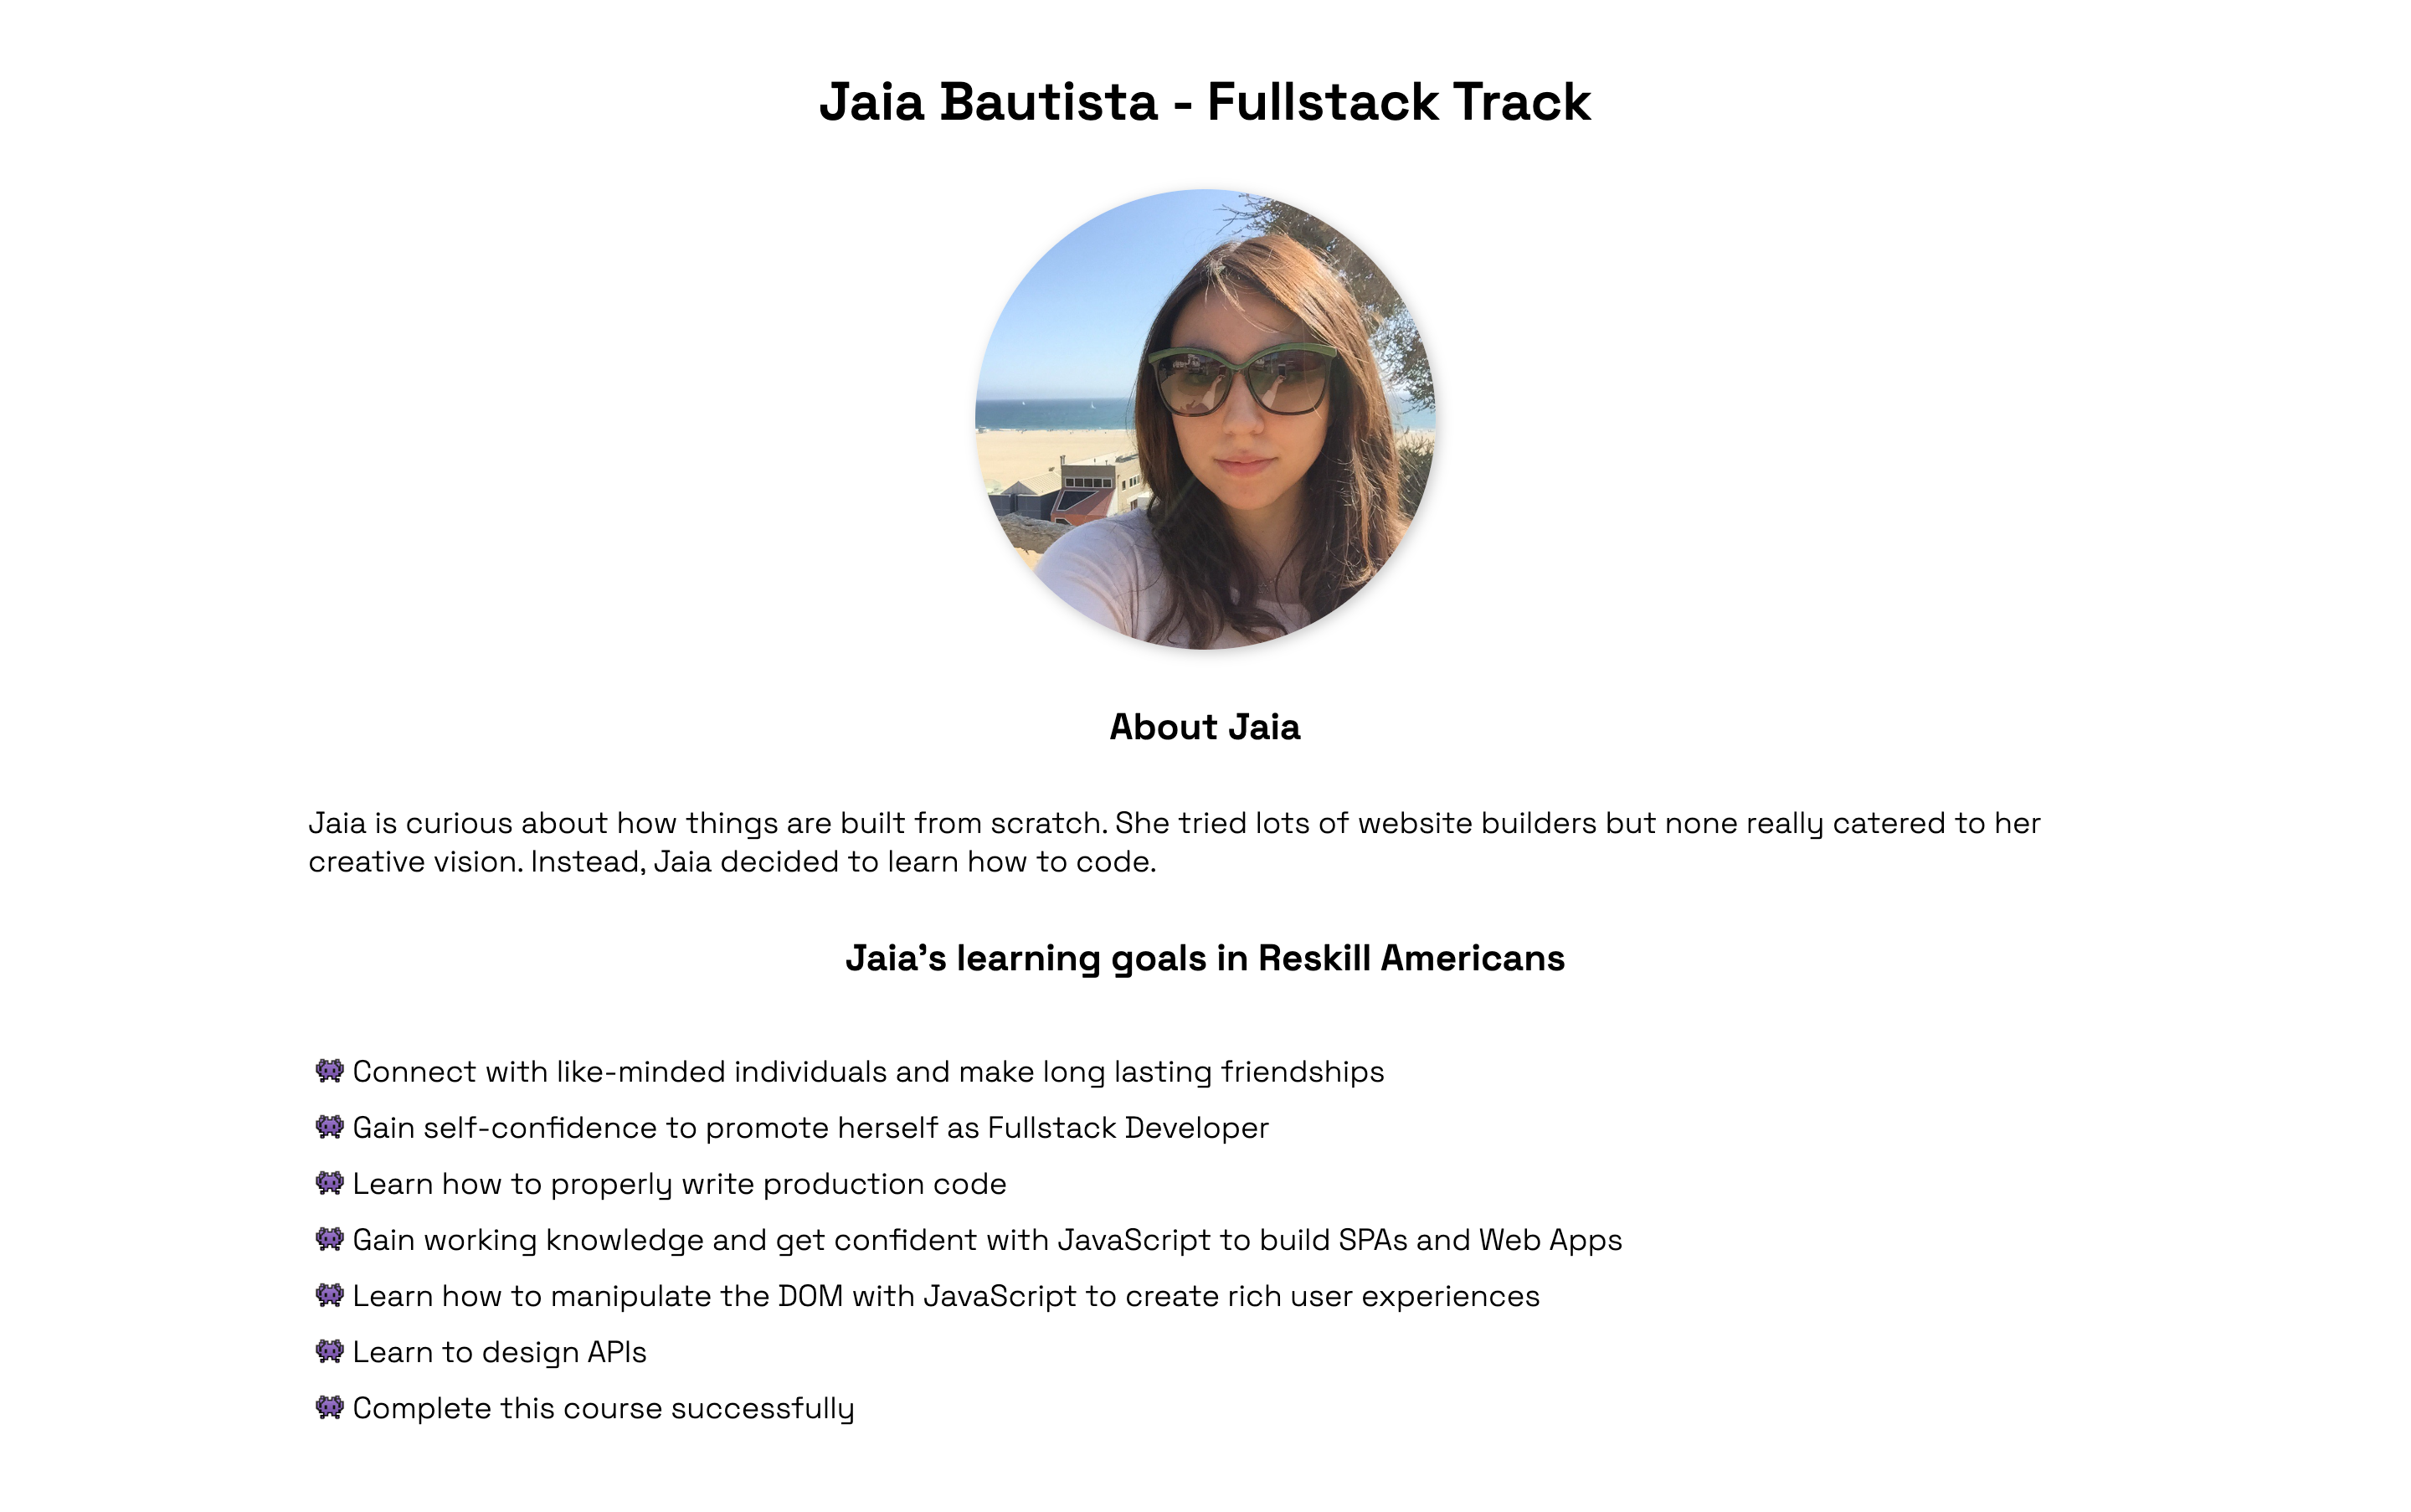 Jaia Bautista - Fullstack Track
About Jaia
Jaia is curious about how things are built from scratch. She tried lots of website builders but none really catered to her
creative vision. Instead, Jaia decided to learn how to code.
Jaia's learning goals in Reskill Americans
👾 Connect with like-minded individuals and make long lasting friendships
👾 Gain self-confidence to promote herself as Fullstack Developer
👾 Learn how to properly write production code
👾 Gain working knowledge and get confident with JavaScript to build SPAs and Web Apps
👾 Learn how to manipulate the DOM with JavaScript to create rich user experiences
👾 Learn to design APIs
👾 Complete this course successfully